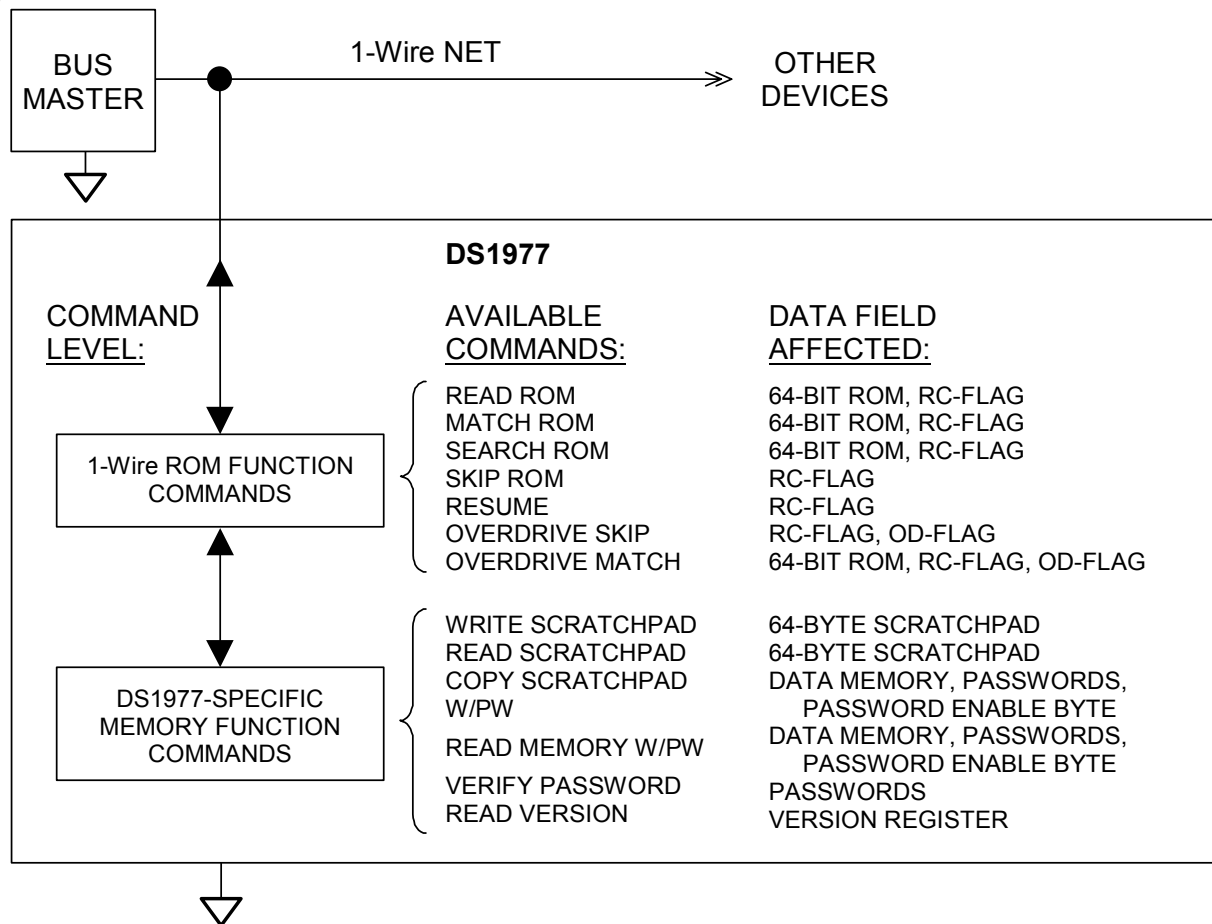 BUS
MASTER
1-Wire NET
OTHER
DEVICES
DS1977
COMMAND
LEVEL:
AVAILABLE
COMMANDS:
DATA FIELD
AFFECTED:
1-Wire ROM FUNCTION
COMMANDS
READ ROM 64-BIT ROM, RC-FLAG
MATCH ROM 64-BIT ROM, RC-FLAG
SEARCH ROM 64-BIT ROM, RC-FLAG
SKIP ROM RC-FLAG
RESUME RC-FLAG
OVERDRIVE SKIP RC-FLAG, OD-FLAG
OVERDRIVE MATCH 64-BIT ROM, RC-FLAG, OD-FLAG
DS1977-SPECIFIC
MEMORY FUNCTION
COMMANDS
WRITE SCRATCHPAD 64-BYTE SCRATCHPAD
READ SCRATCHPAD 64-BYTE SCRATCHPAD
COPY SCRATCHPAD DATA MEMORY, PASSWORDS,
W/PW PASSWORD ENABLE BYTE
READ MEMORY W/PW DATA MEMORY, PASSWORDS,
PASSWORD ENABLE BYTE
VERIFY PASSWORD PASSWORDS
READ VERSION VERSION REGISTER